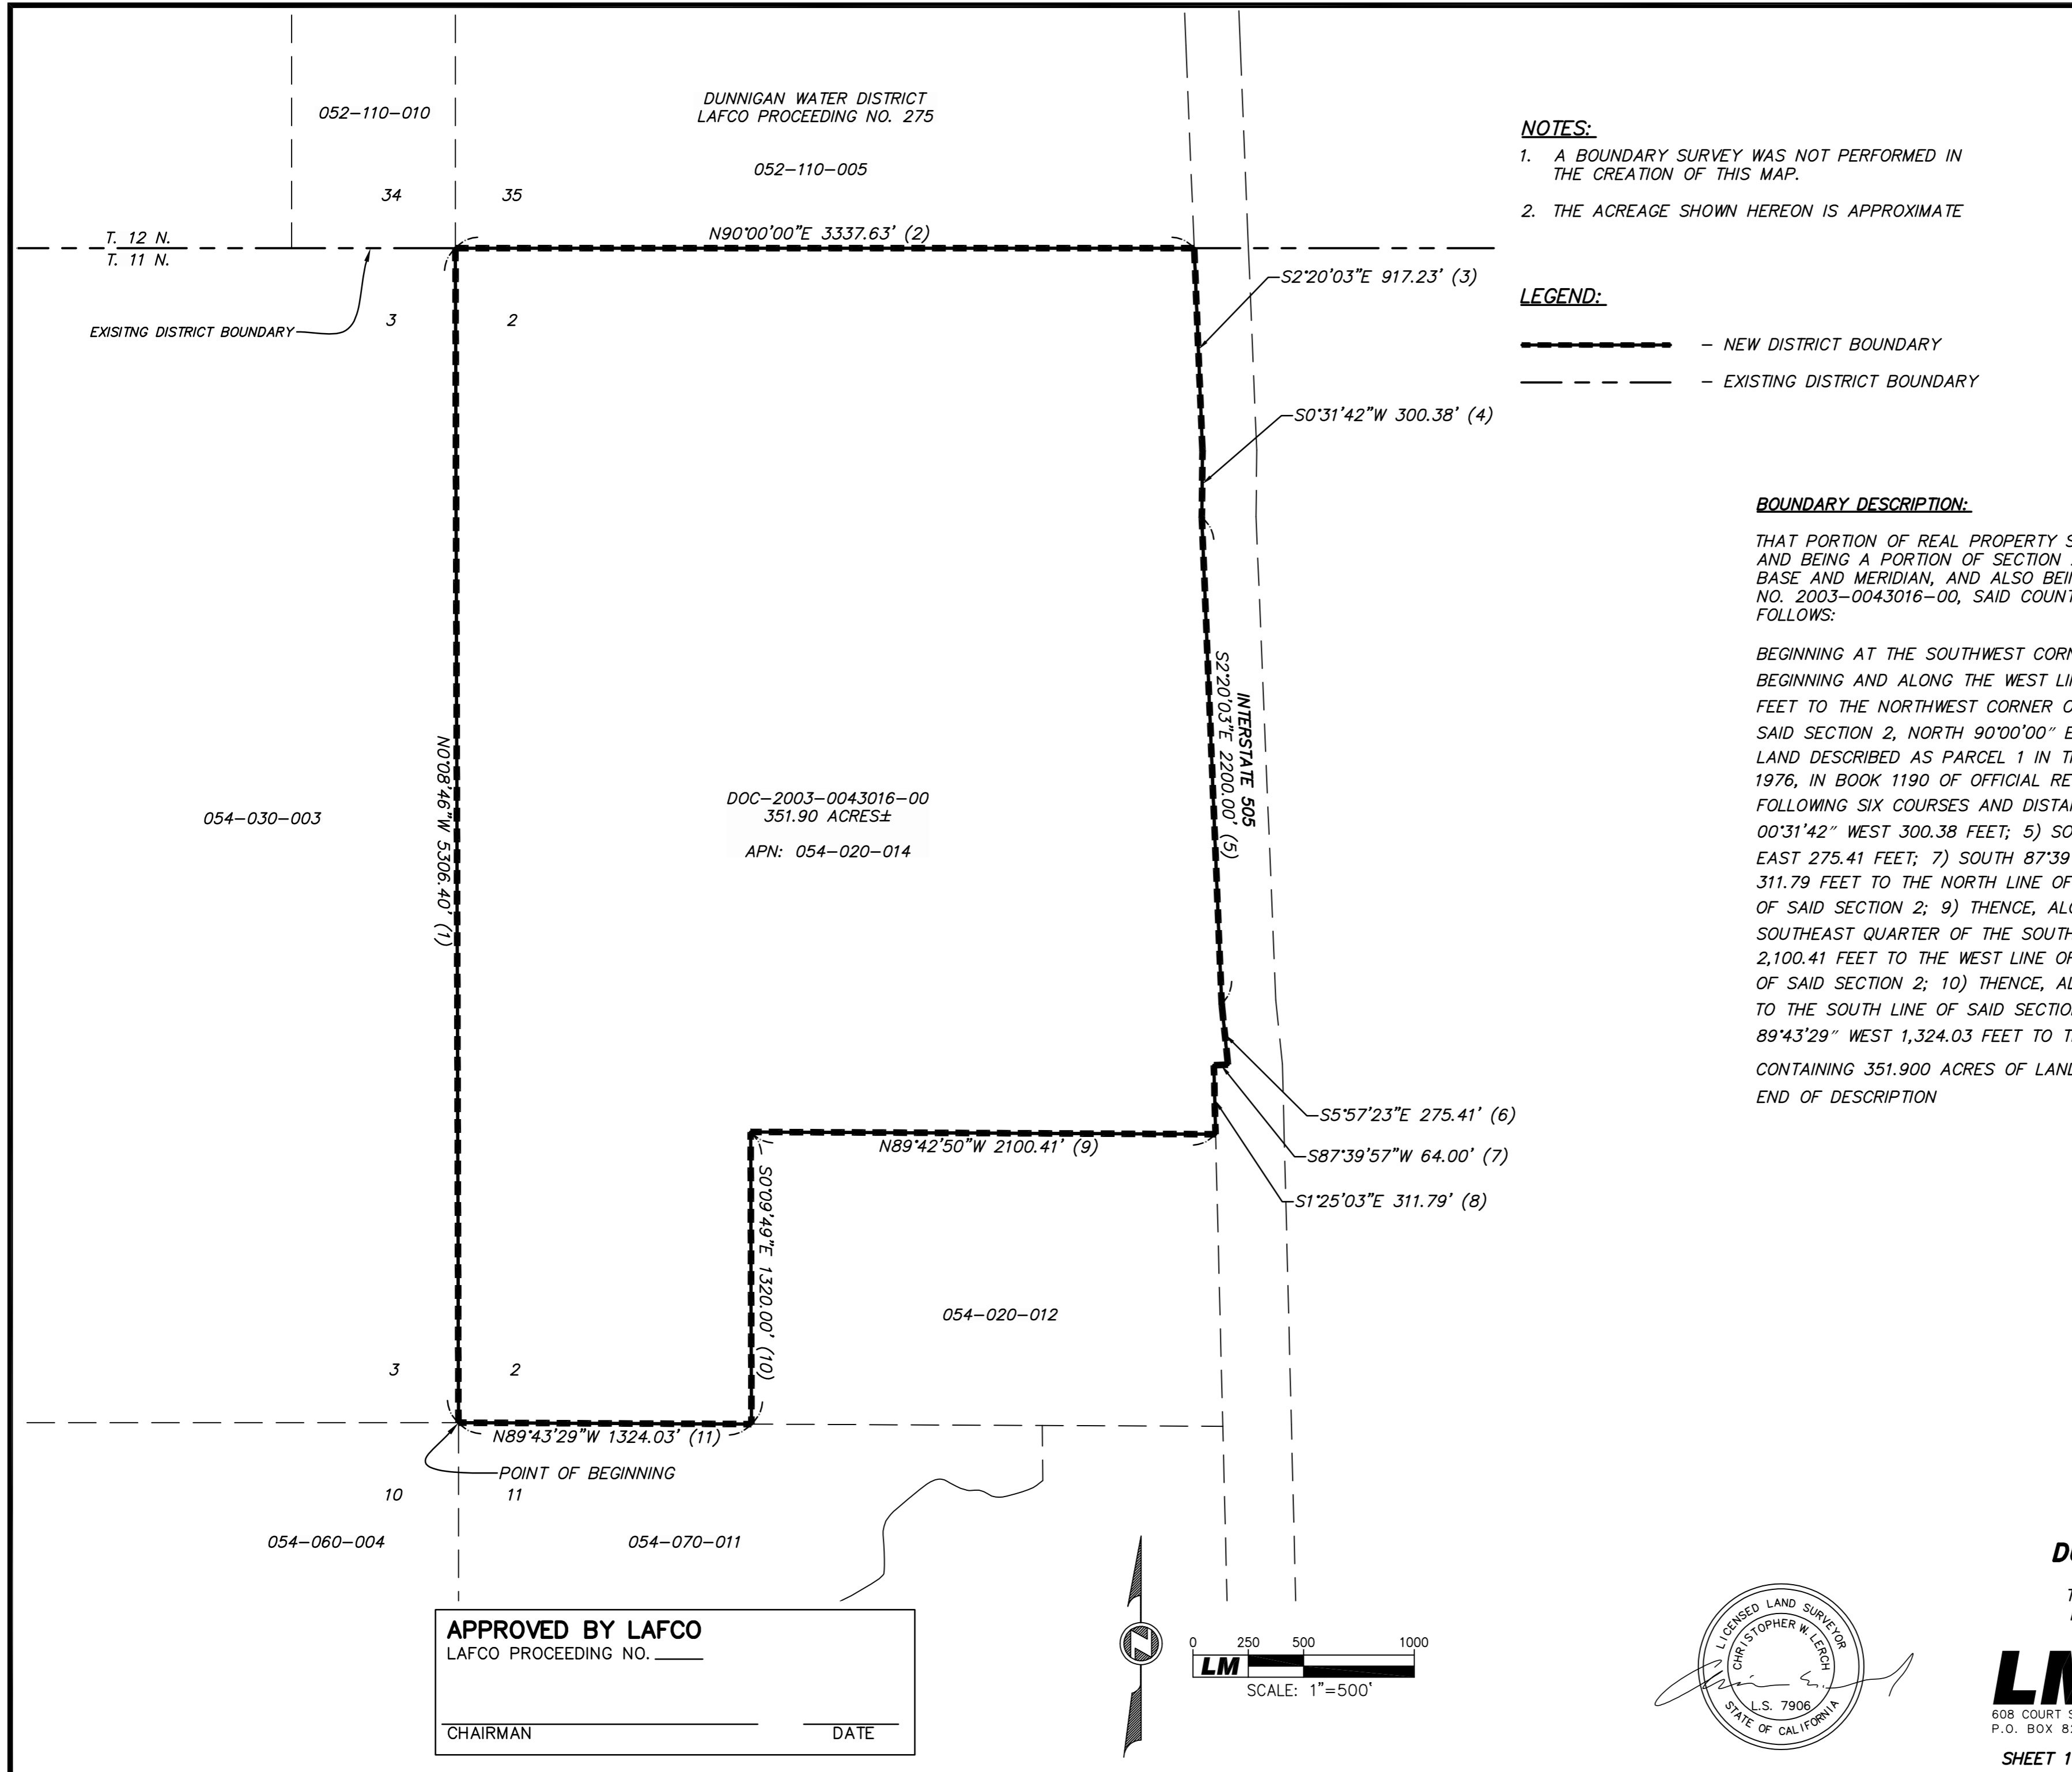 052-110-010
DUNNIGAN WATER DISTRICT
LAFCO PROCEEDING NO. 275
052-110-005
34
35
T. 12 N.
T. 11 N.
N90°00'00"E 3337.63' (2)
EXISITNG DISTRICT BOUNDARY
3
2
S2°20'03"E 917.23' (3)
S0°31'42"W 300.38' (4)
S2°20'03"E 2200.00' (5)
INTERSTATE 505
N0°08'46"W 5306.40' (1)
054-030-003
DOC-2003-0043016-00
351.90 ACRES±
APN: 054-020-014
S5°57'23"E 275.41' (6)
S87°39'57"W 64.00' (7)
S1°25'03"E 311.79' (8)
N89°42'50"W 2100.41' (9)
S0°09'49"E 1320.00' (10)
054-020-012
3
2
N89°43'29"W 1324.03' (11)
POINT OF BEGINNING
10
11
054-060-004
054-070-011
NOTES:
1. A BOUNDARY SURVEY WAS NOT PERFORMED IN
THE CREATION OF THIS MAP.
2. THE ACREAGE SHOWN HEREON IS APPROXIMATE
LEGEND:
- NEW DISTRICT BOUNDARY
- EXISTING DISTRICT BOUNDARY
BOUNDARY DESCRIPTION:
THAT PORTION OF REAL PROPERTY
AND BEING A PORTION OF SECTION
BASE AND MERIDIAN, AND ALSO
NO. 2003-0043016-00, SAID
FOLLOWS:
BEGINNING AT THE SOUTHWEST
BEGINNING AND ALONG THE WEST
FEET TO THE NORTHWEST CORNER
SAID SECTION 2, NORTH 90°00'00"
LAND DESCRIBED AS PARCEL 1 IN
1976, IN BOOK 1190 OF OFFICIAL
FOLLOWING SIX COURSES AND
00°31'42" WEST 300.38 FEET; 5)
EAST 275.41 FEET; 7) SOUTH 87°39
311.79 FEET TO THE NORTH LINE OF
OF SAID SECTION 2; 9) THENCE,
SOUTHEAST QUARTER OF THE
2,100.41 FEET TO THE WEST LINE OF
OF SAID SECTION 2; 10) THENCE,
TO THE SOUTH LINE OF SAID
89°43'29" WEST 1,324.03 FEET TO
CONTAINING 351.900 ACRES OF
END OF DESCRIPTION
APPROVED BY LAFCO
LAFCO PROCEEDING NO.
CHAIRMAN
DATE
N
0 250 500 1000
LM
SCALE: 1"=500'
LICENSED LAND SURVEYOR
CHRISTOPHER W. LERCH
L.S. 7906
STATE OF CALIFORNIA
608 COURT
P.O. BOX
SHEET 1